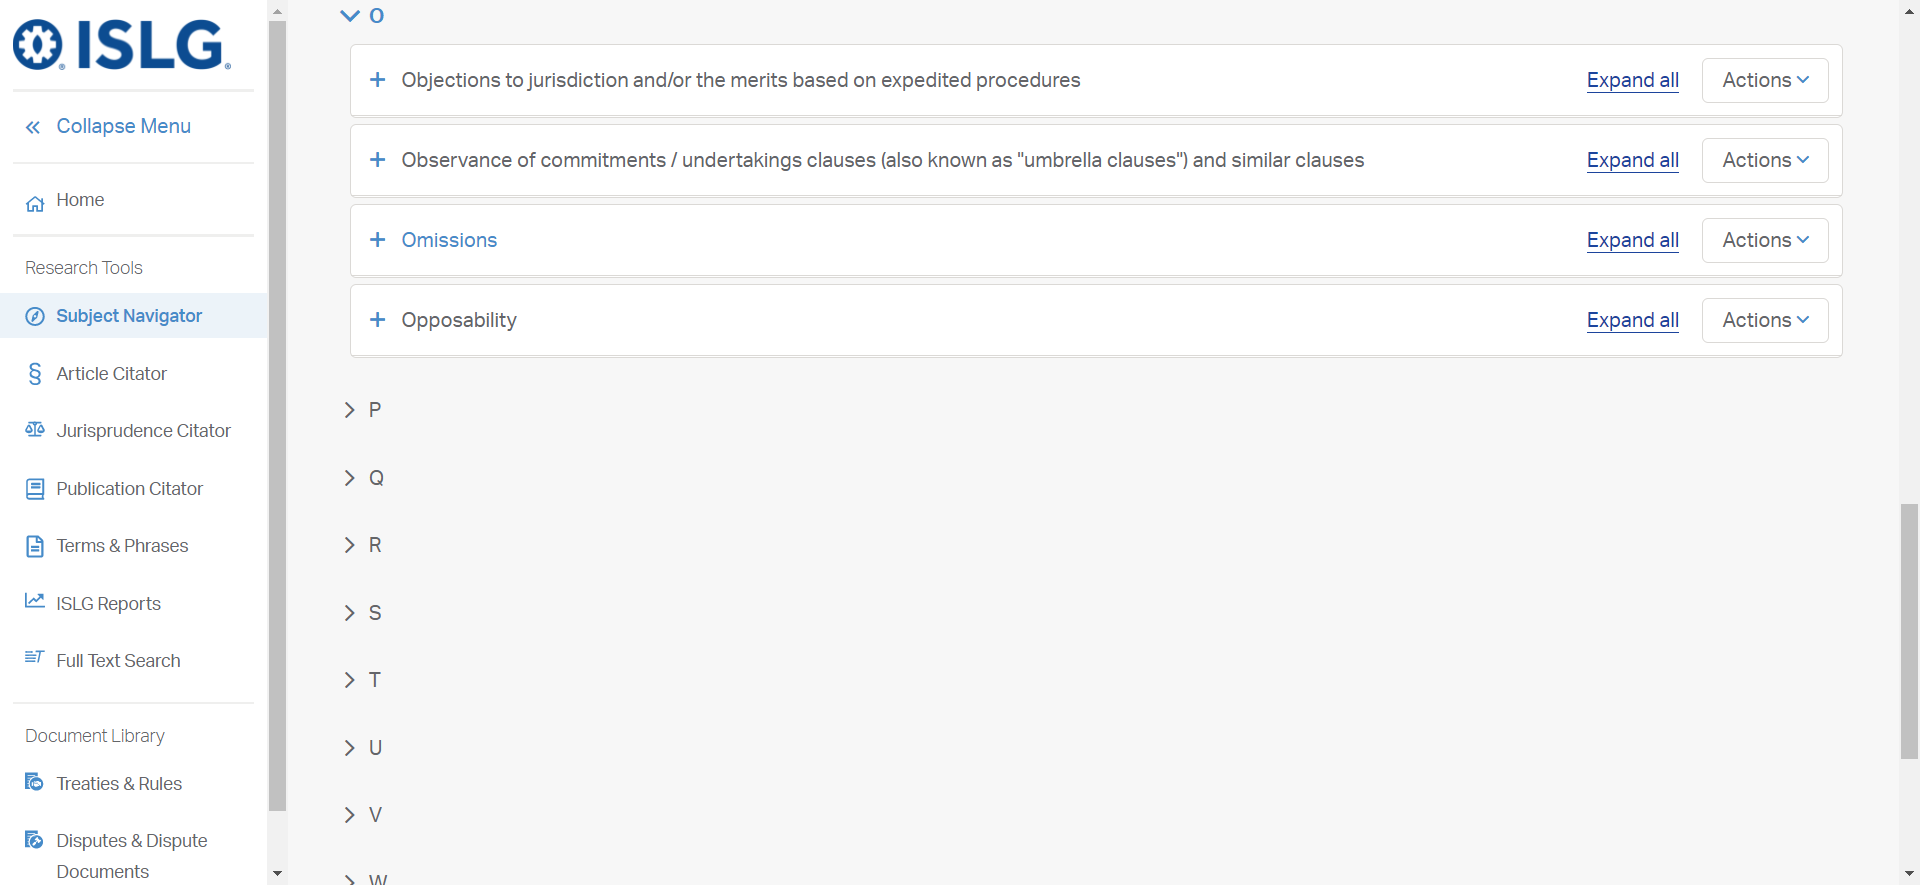 ISLG
Collapse Menu
Home
Research Tools
Subject Navigator
Article Citator
Jurisprudence Citator
Publication Citator
Terms & Phrases
ISLG Reports
Full Text Search
Document Library
Treaties & Rules
Disputes & Dispute
Documents
O
Objections to jurisdiction and/or the merits based on expedited procedures Expand all Actions
Observance of commitments / undertakings clauses (also known as "umbrella clauses") and similar clauses Expand all Actions
Omissions Expand all Actions
Opposability Expand all Actions
P
Q
R
S
T
U
V
W